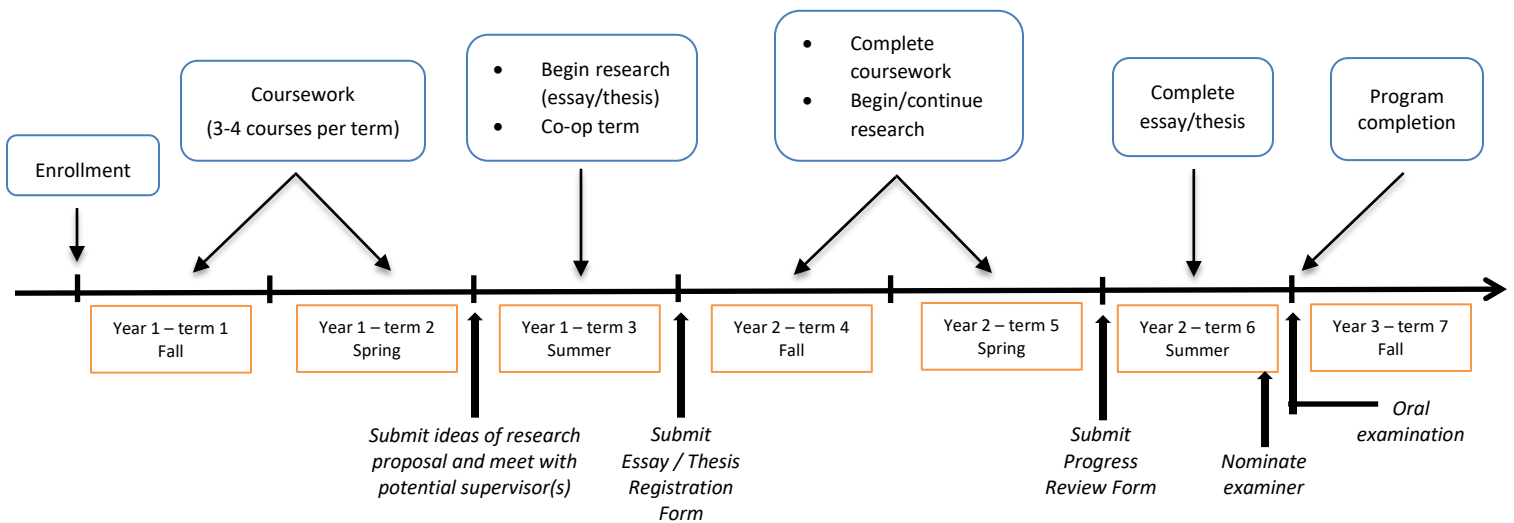 Enrollment
Coursework
(3-4 courses per term)
• Begin research
(essay/thesis)
• Co-op term
• Complete
coursework
• Begin/continue
research
Complete
essay/thesis
Program
completion
Year 1 – term 1
Fall
Year 1 – term 2
Spring
Year 1 – term 3
Summer
Year 2 – term 4
Fall
Year 2 – term 5
Spring
Year 2 – term 6
Summer
Year 3 – term 7
Fall
Submit ideas of research
proposal and meet with
potential supervisor(s)
Submit
Essay / Thesis
Registration
Form
Submit
Progress
Review Form
Nominate
examiner
Oral
examination